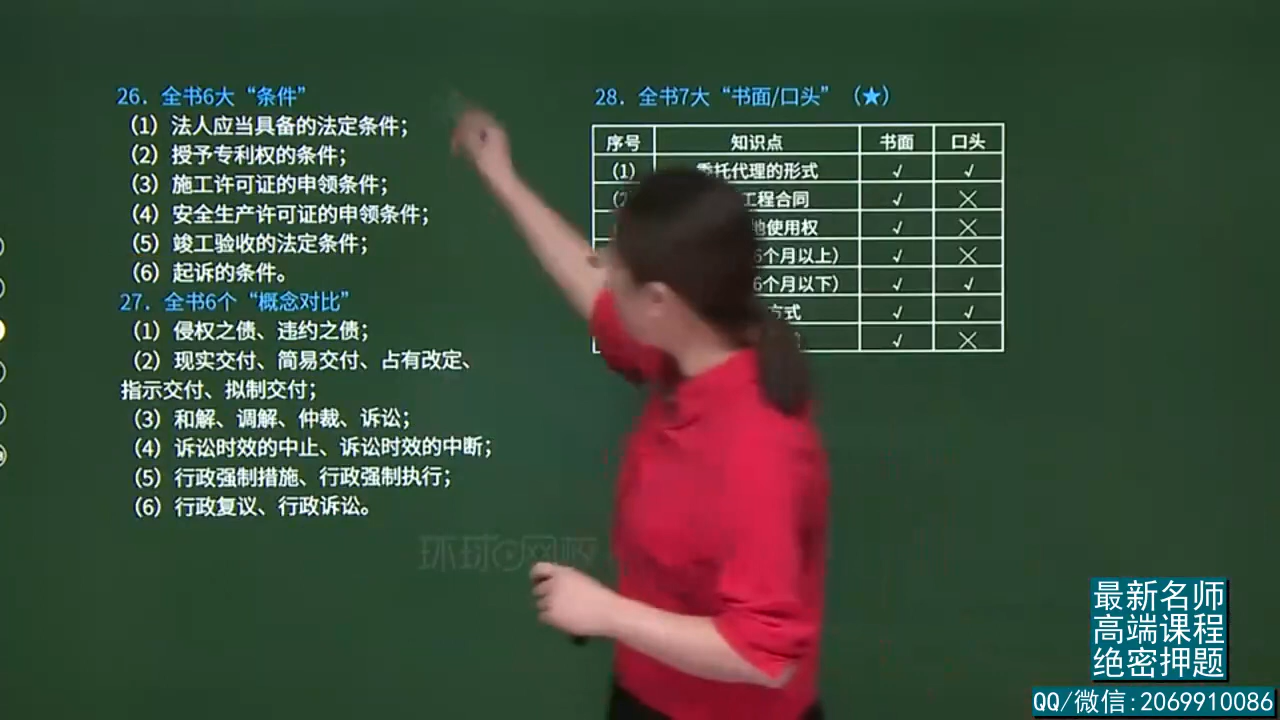 26. 全书6大“条件”
（1）法人应当具备的法定条件；
（2）授予专利权的条件；
（3）施工许可证的申领条件；
（4）安全生产许可证的申领条件；
（5）竣工验收的法定条件；
（6）起诉的条件。
27. 全书6个“概念对比”
（1）侵权之债、违约之债；
（2）现实交付、简易交付、占有改定、
指示交付、拟制交付；
（3）和解、调解、仲裁、诉讼；
（4）诉讼时效的中止、诉讼时效的中断；
（5）行政强制措施、行政强制执行；
（6）行政复议、行政诉讼。
28. 全书7大“书面/口头”（★）
序号 知识点 书面 口头
（1） 委托代理的形式 √ √
工程合同 √ ×
地使用权 √ ×
6个月以上） √ ×
6个月以下） √ √
方式 √ √
√ ×
环球网校
最新名师
高端课程
绝密押题
QQ/微信:2069910086